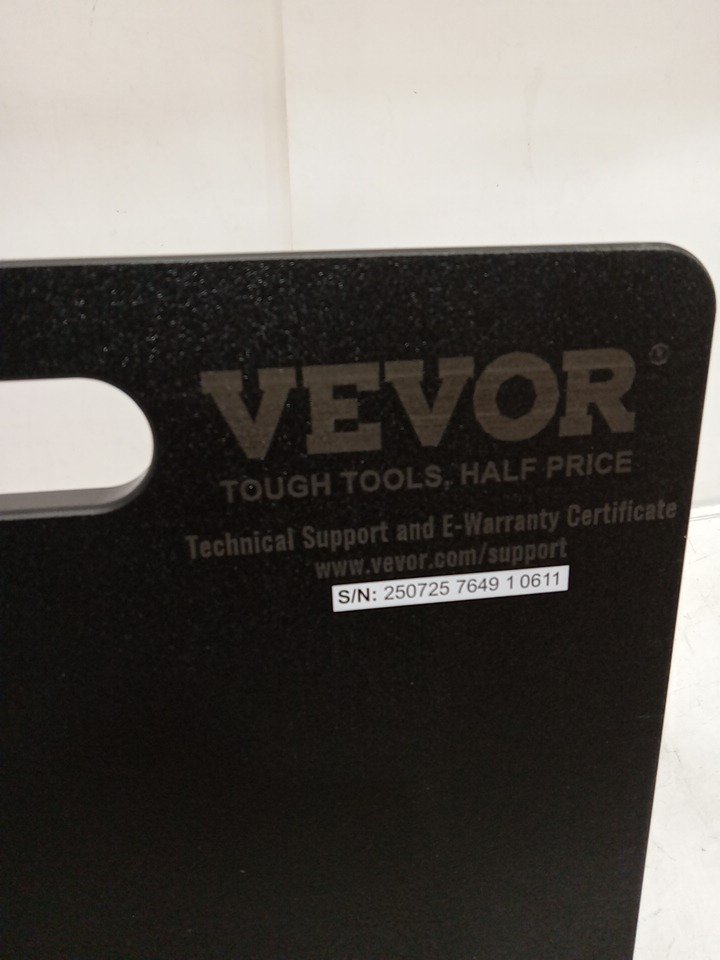 VEVOR®
TOUGH TOOLS, HALF PRICE
Technical Support and E-Warranty Certificate
www.vevor.com/support
S/N: 250725 7649 1 0611